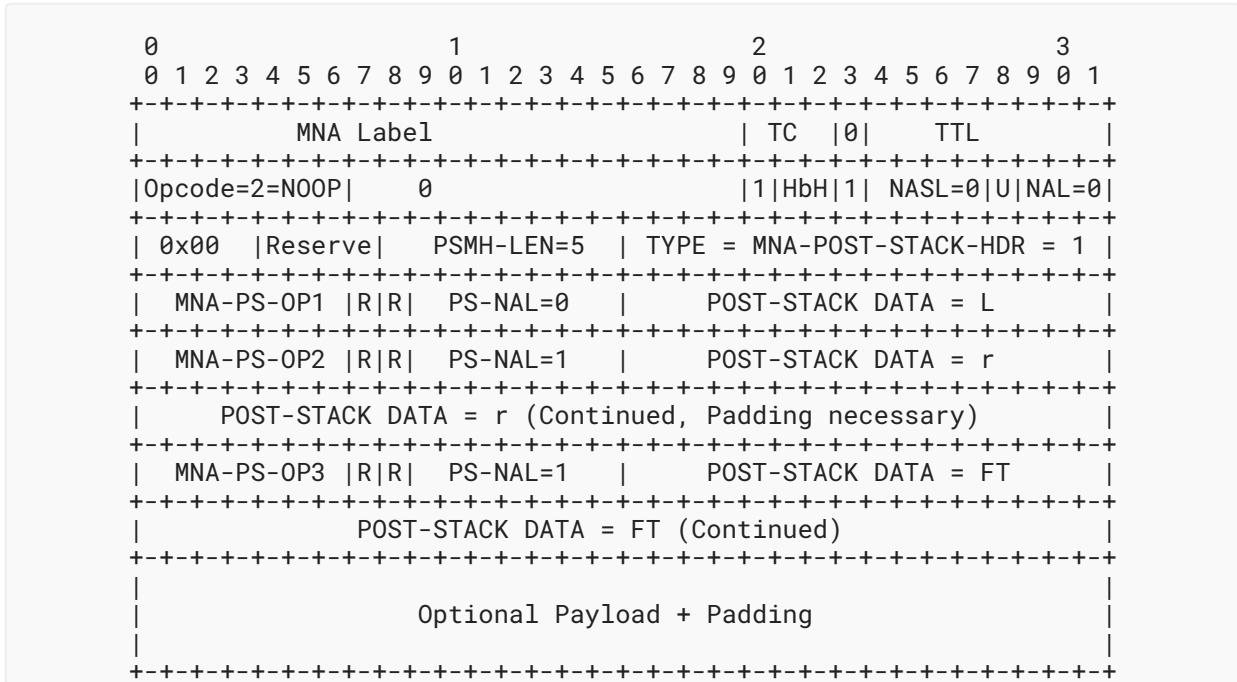 0                   1                   2                   3
 0 1 2 3 4 5 6 7 8 9 0 1 2 3 4 5 6 7 8 9 0 1 2 3 4 5 6 7 8 9 0 1
+-+-+-+-+-+-+-+-+-+-+-+-+-+-+-+-+-+-+-+-+-+-+-+-+-+-+-+-+-+-+-+-+
|          MNA Label                    | TC  |0|    TTL        |
+-+-+-+-+-+-+-+-+-+-+-+-+-+-+-+-+-+-+-+-+-+-+-+-+-+-+-+-+-+-+-+-+
|Opcode=2=NOOP|    0                    |1|HbH|1| NASL=0|U|NAL=0|
+-+-+-+-+-+-+-+-+-+-+-+-+-+-+-+-+-+-+-+-+-+-+-+-+-+-+-+-+-+-+-+-+
| 0x00  |Reserve|   PSMH-LEN=5  | TYPE = MNA-POST-STACK-HDR = 1 |
+-+-+-+-+-+-+-+-+-+-+-+-+-+-+-+-+-+-+-+-+-+-+-+-+-+-+-+-+-+-+-+-+
|  MNA-PS-OP1 |R|R|  PS-NAL=0   |     POST-STACK DATA = L       |
+-+-+-+-+-+-+-+-+-+-+-+-+-+-+-+-+-+-+-+-+-+-+-+-+-+-+-+-+-+-+-+-+
|  MNA-PS-OP2 |R|R|  PS-NAL=1   |     POST-STACK DATA = r       |
+-+-+-+-+-+-+-+-+-+-+-+-+-+-+-+-+-+-+-+-+-+-+-+-+-+-+-+-+-+-+-+-+
|     POST-STACK DATA = r (Continued, Padding necessary)        |
+-+-+-+-+-+-+-+-+-+-+-+-+-+-+-+-+-+-+-+-+-+-+-+-+-+-+-+-+-+-+-+-+
|  MNA-PS-OP3 |R|R|  PS-NAL=1   |     POST-STACK DATA = FT      |
+-+-+-+-+-+-+-+-+-+-+-+-+-+-+-+-+-+-+-+-+-+-+-+-+-+-+-+-+-+-+-+-+
|              POST-STACK DATA = FT (Continued)                 |
+-+-+-+-+-+-+-+-+-+-+-+-+-+-+-+-+-+-+-+-+-+-+-+-+-+-+-+-+-+-+-+-+
|                                                               |
|                  Optional Payload + Padding                   |
|                                                               |
+-+-+-+-+-+-+-+-+-+-+-+-+-+-+-+-+-+-+-+-+-+-+-+-+-+-+-+-+-+-+-+-+